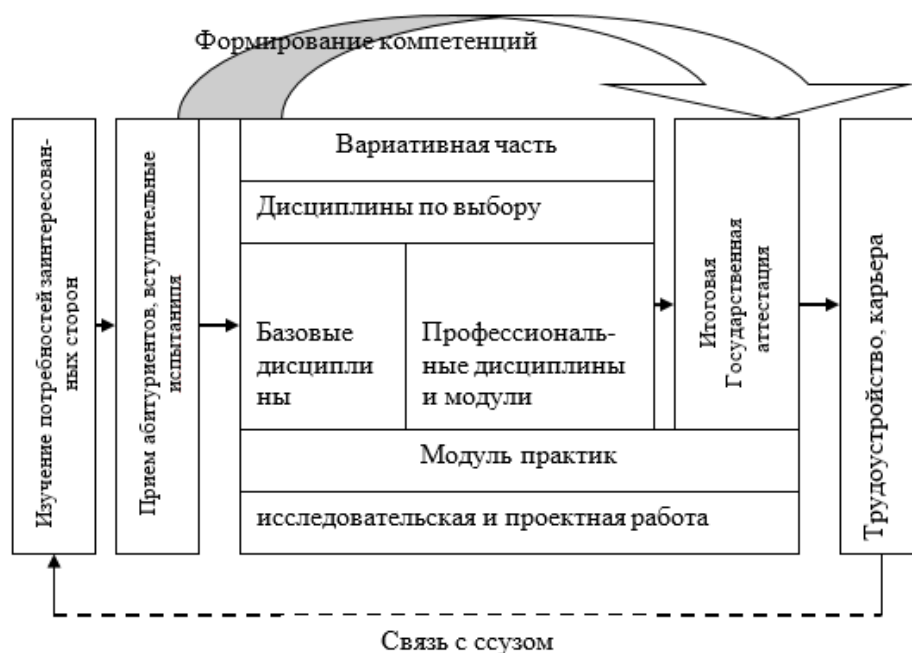 Формирование компетенций
Изучение потребностей заинтересован-
ных сторон
Прием абитуриентов, вступительные
испытанипя
Вариативная часть
Дисциплины по выбору
Базовые
дисципли
ны
Профессиональ-
ные дисциплины
и модули
Модуль практик
исследовательская и проектная работа
Итоговая
Государственная
аттестация
Трудоустройство, карьера
Связь с ссузом